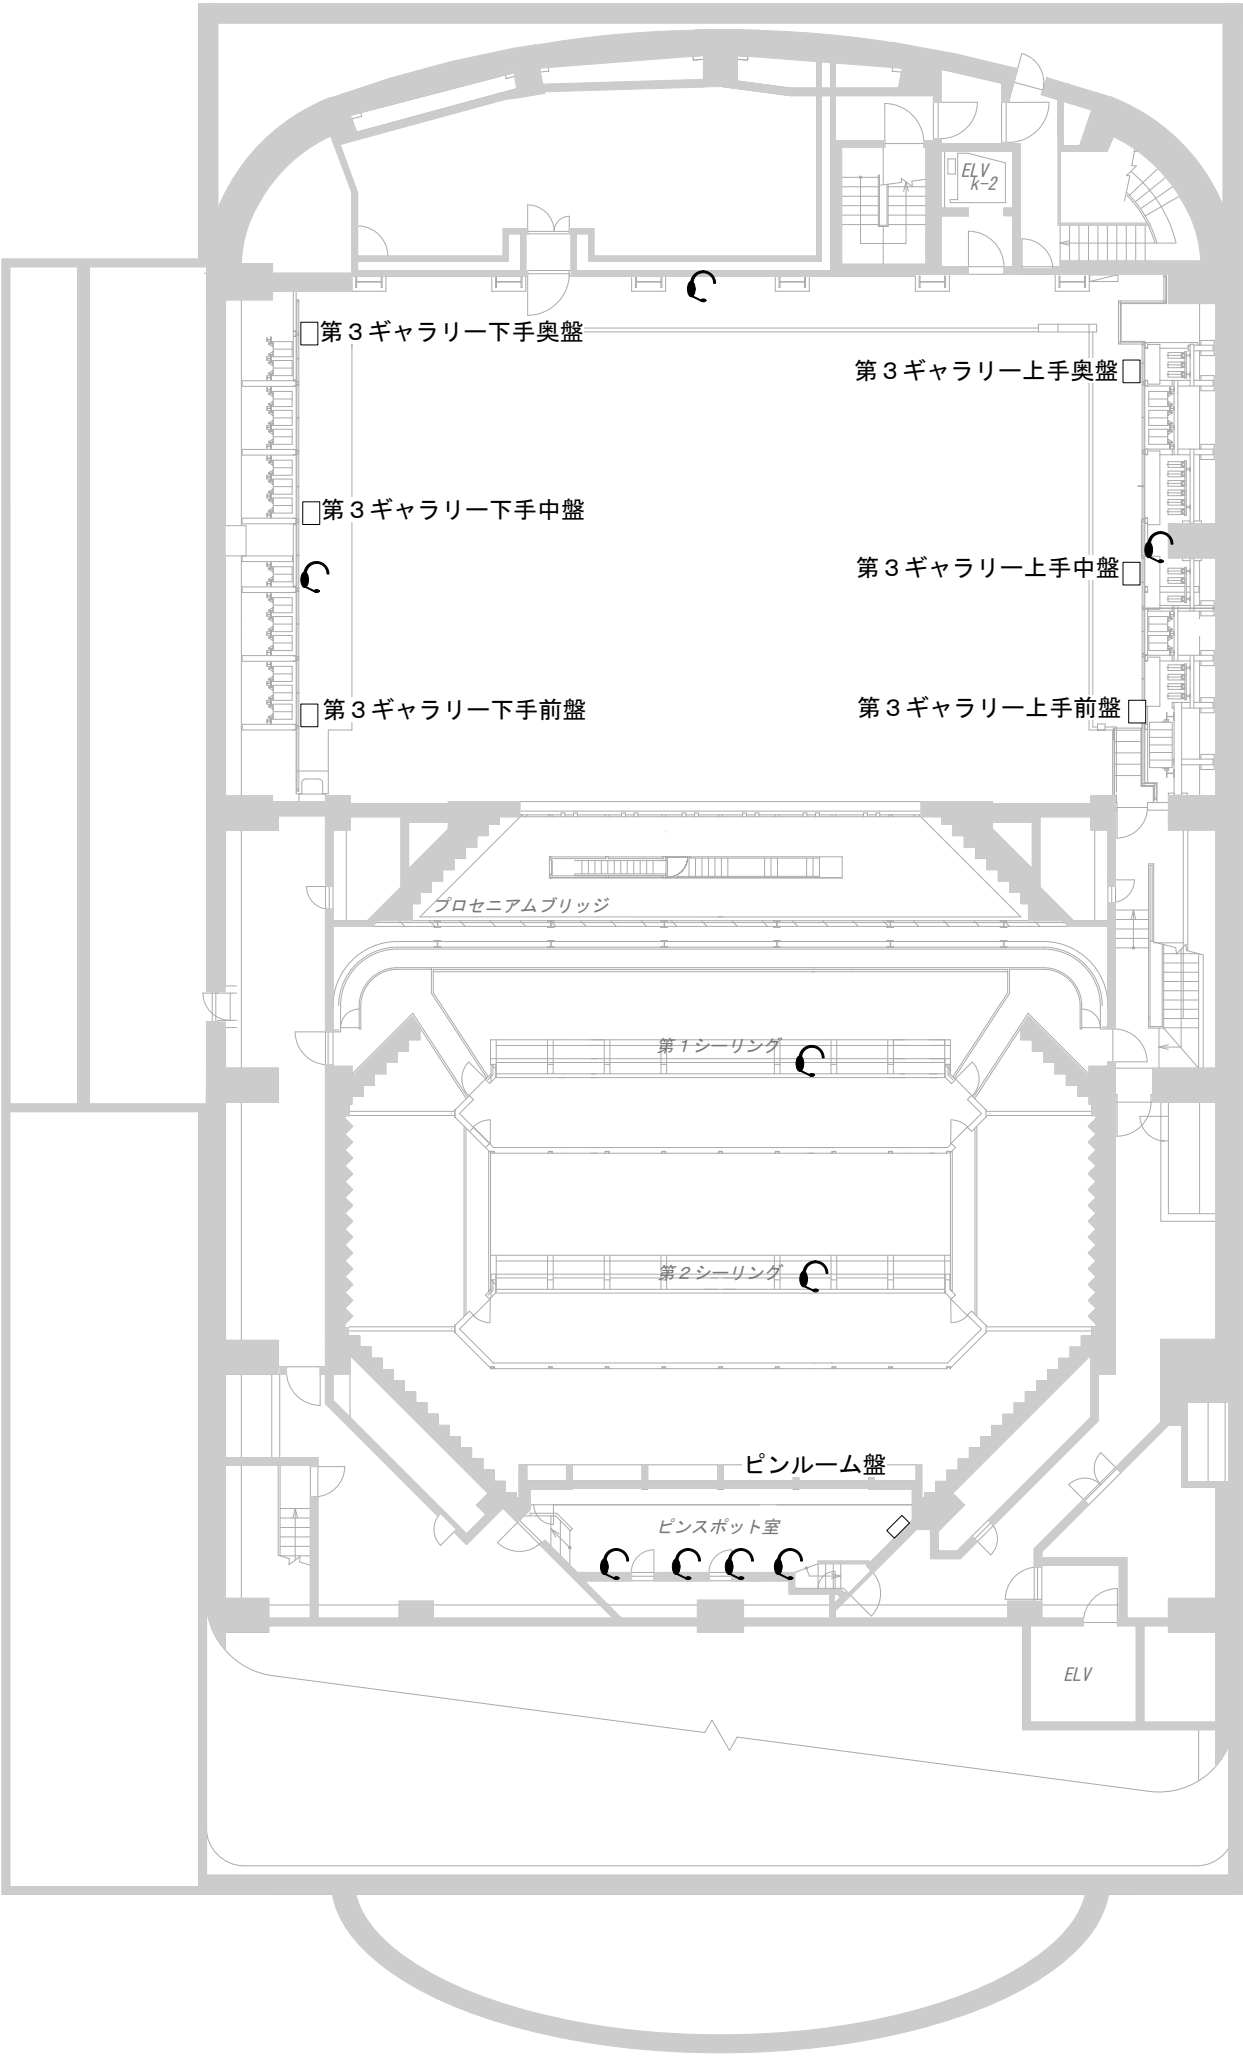 ELV
k-2
第３ギャラリー下手奥盤
第３ギャラリー上手奥盤
第３ギャラリー下手中盤
第３ギャラリー上手中盤
第３ギャラリー下手前盤
第３ギャラリー上手前盤
プロセニアムブリッジ
第１シーリング
第２シーリング
ピンルーム盤
ピンスポット室
ELV